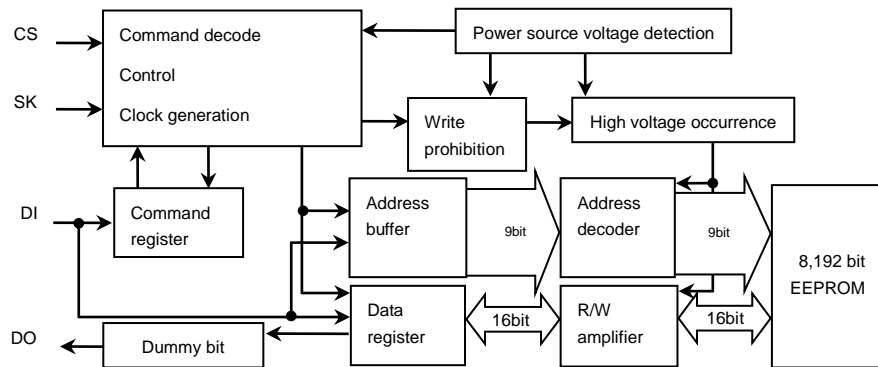 CS
Command decode
Power source voltage detection
Control
SK
Clock generation
Write
prohibition
High voltage occurrence
DI
Command
register
Address
buffer
9bit
Address
decoder
9bit
8,192 bit
EEPROM
Data
register
16bit
R/W
amplifier
16bit
DO
Dummy bit